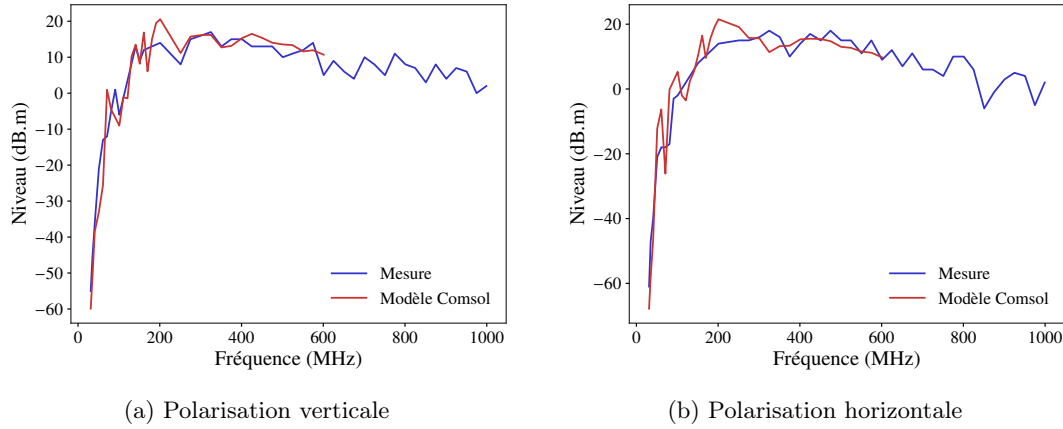 20
10
0
−10
−20
−30
−40
−50
−60
Niveau (dB.m)
Mesure
Modèle Comsol
0 200 400 600 800 1000
Fréquence (MHz)
(a) Polarisation verticale
20
0
−20
−40
−60
Niveau (dB.m)
Mesure
Modèle Comsol
0 200 400 600 800 1000
Fréquence (MHz)
(b) Polarisation horizontale